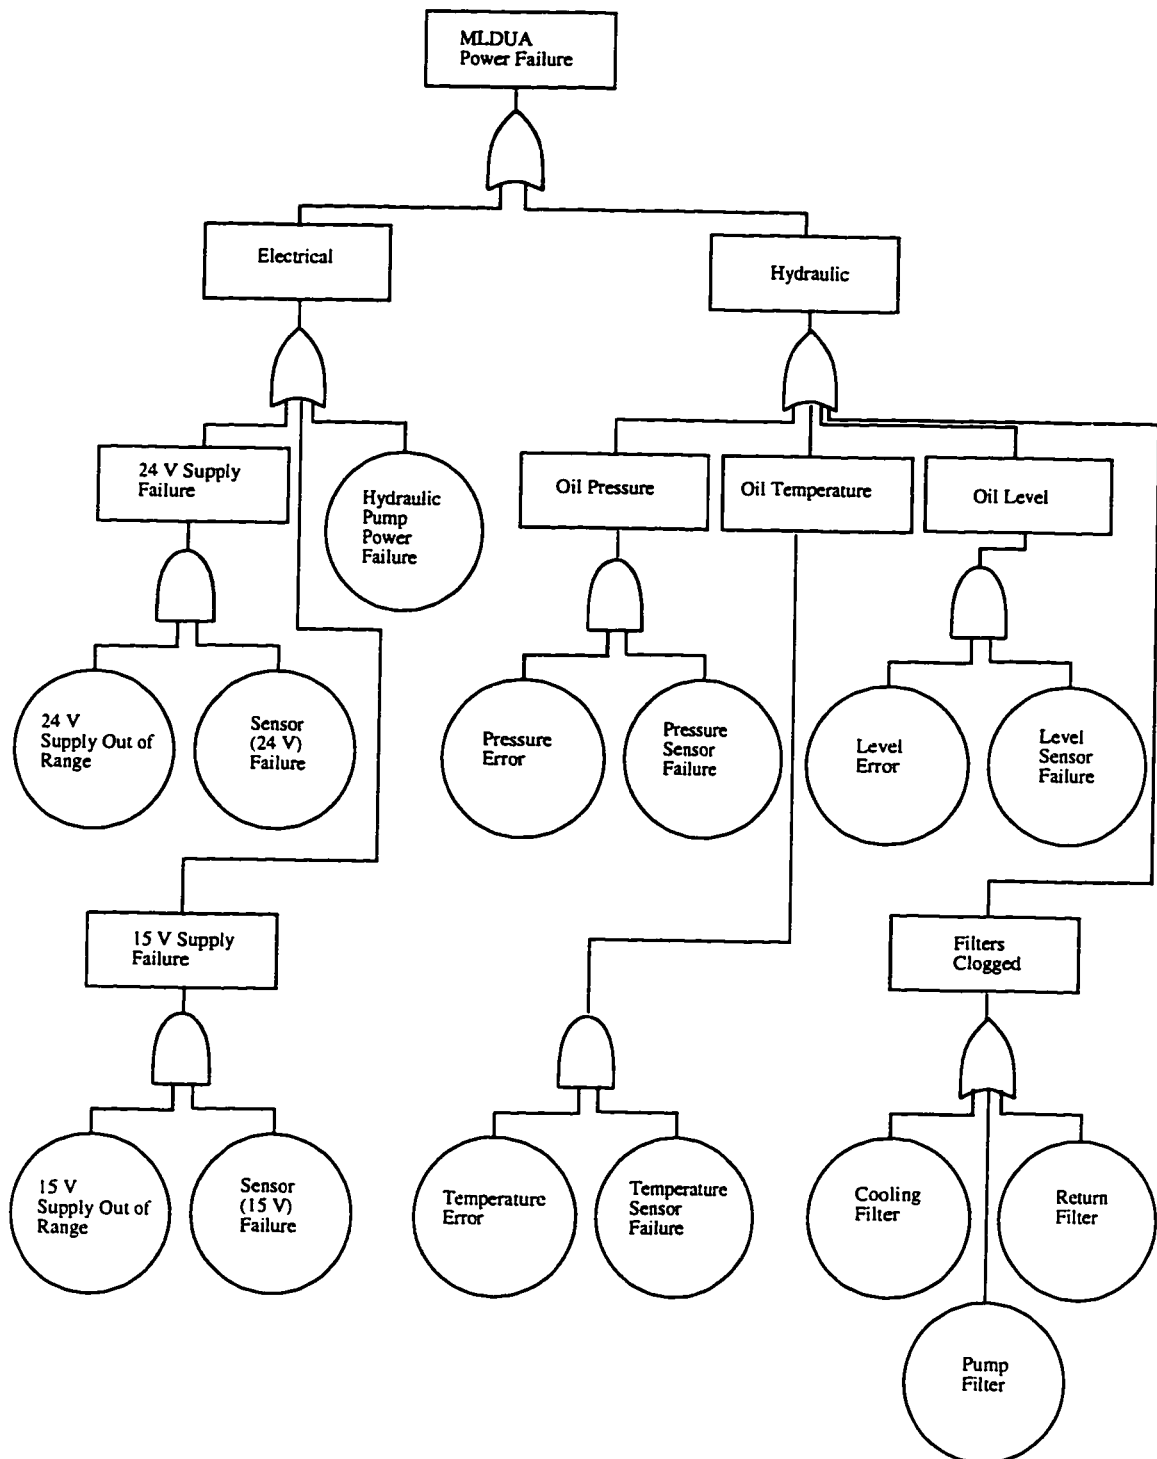 MLDUA
Power Failure
Electrical
Hydraulic
24 V Supply
Failure
Hydraulic
Pump
Power
Failure
Oil Pressure
Oil Temperature
Oil Level
24 V
Supply Out of
Range
Sensor
(24 V)
Failure
Pressure
Error
Pressure
Sensor
Failure
Level
Error
Level
Sensor
Failure
15 V Supply
Failure
Filters
Clogged
15 V
Supply Out of
Range
Sensor
(15 V)
Failure
Temperature
Error
Temperature
Sensor
Failure
Cooling
Filter
Return
Filter
Pump
Filter